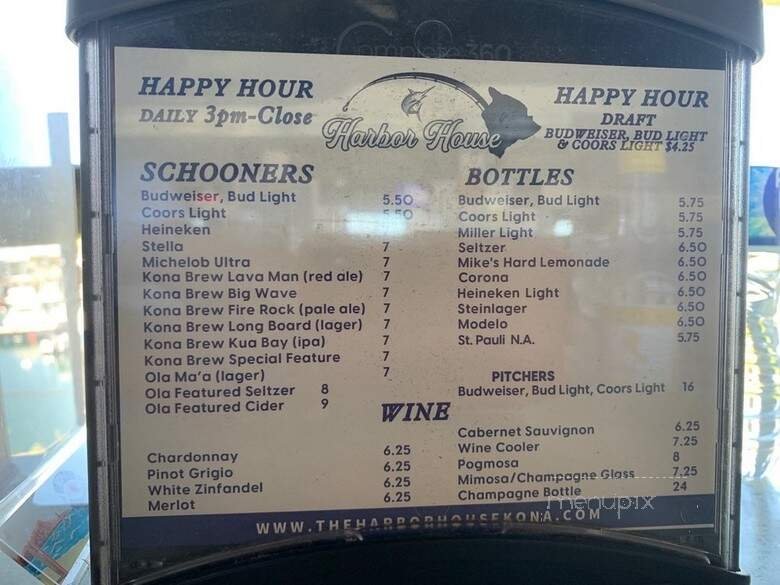 Complete 360
HAPPY HOUR
DAILY 3pm-Close
Harbor House
HAPPY HOUR
DRAFT
BUDWEISER, BUD LIGHT
& COORS LIGHT $4.25
SCHOONERS
Budweiser, Bud Light 5.50
Coors Light 5.50
Heineken
Stella 7
Michelob Ultra 7
Kona Brew Lava Man (red ale) 7
Kona Brew Big Wave 7
Kona Brew Fire Rock (pale ale) 7
Kona Brew Long Board (lager) 7
Kona Brew Kua Bay (ipa) 7
Kona Brew Special Feature 7
Ola Ma'a (lager) 7
Ola Featured Seltzer 8
Ola Featured Cider 9
BOTTLES
Budweiser, Bud Light 5.75
Coors Light 5.75
Miller Light 5.75
Seltzer 6.50
Mike's Hard Lemonade 6.50
Corona 6.50
Heineken Light 6.50
Steinlager 6.50
Modelo 6.50
St. Pauli N.A. 5.75
PITCHERS
Budweiser, Bud Light, Coors Light 16
WINE
Chardonnay 6.25
Pinot Grigio 6.25
White Zinfandel 6.25
Merlot 6.25
Cabernet Sauvignon 6.25
Wine Cooler 7.25
Pogmosa 8
Mimosa/Champagne Glass 7.25
Champagne Bottle 24
menupix
WWW.THEHARBORHOUSEKONA.COM